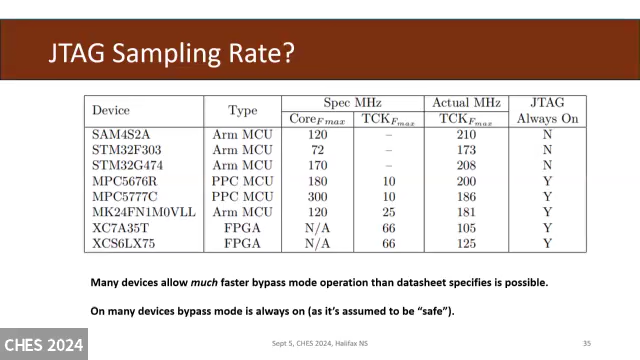 JTAG Sampling Rate?
Device Type Spec MHz Actual MHz JTAG
Core_Fmax TCK_Fmax TCK_Fmax Always On
SAM4S2A Arm MCU 120 – 210 N
STM32F303 Arm MCU 72 – 173 N
STM32G474 Arm MCU 170 – 208 N
MPC5676R PPC MCU 180 10 200 Y
MPC5777C PPC MCU 300 10 186 Y
MK24FN1M0VLL Arm MCU 120 25 181 Y
XC7A35T FPGA N/A 66 105 Y
XCS6LX75 FPGA N/A 66 125 Y
Many devices allow much faster bypass mode operation than datasheet specifies is possible.
On many devices bypass mode is always on (as it's assumed to be “safe”).
CHES 2024
Sept 5, CHES 2024, Halifax NS
35